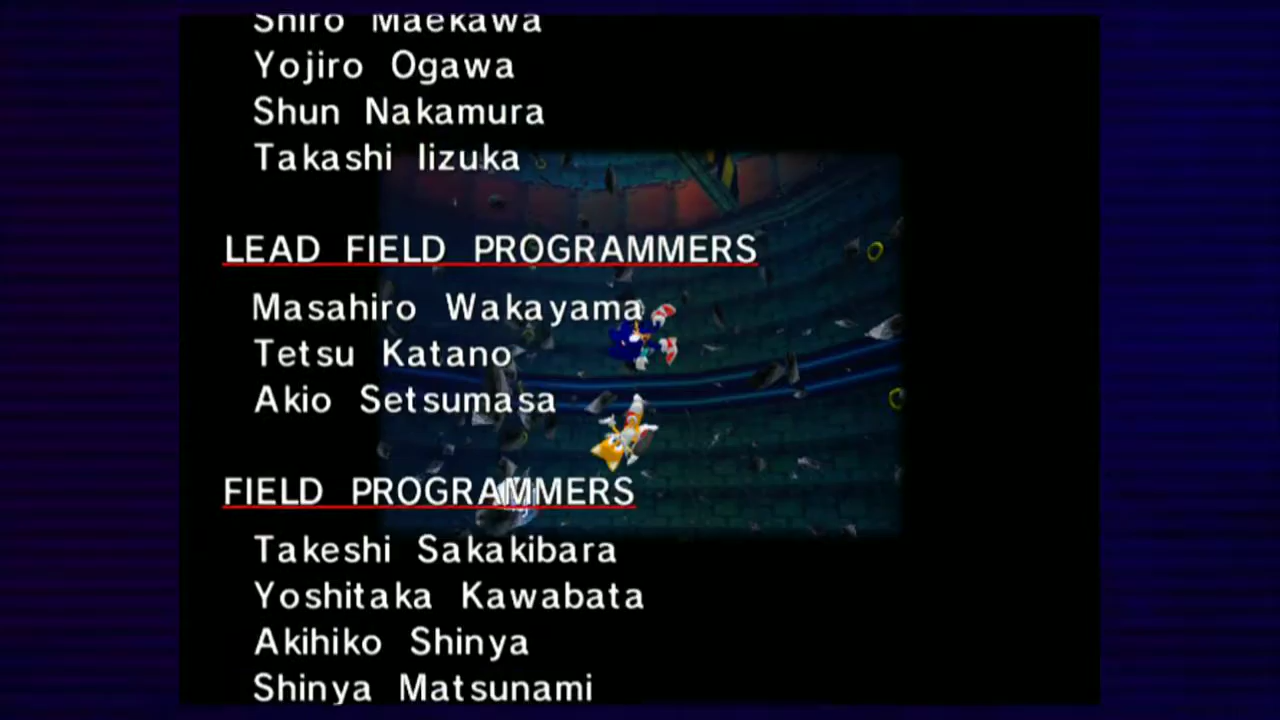 Shiro Maekawa
Yojiro Ogawa
Shun Nakamura
Takashi Iizuka
LEAD FIELD PROGRAMMERS
Masahiro Wakayama
Tetsu Katano
Akio Setsumasa
FIELD PROGRAMMERS
Takeshi Sakakibara
Yoshitaka Kawabata
Akihiko Shinya
Shinya Matsunami